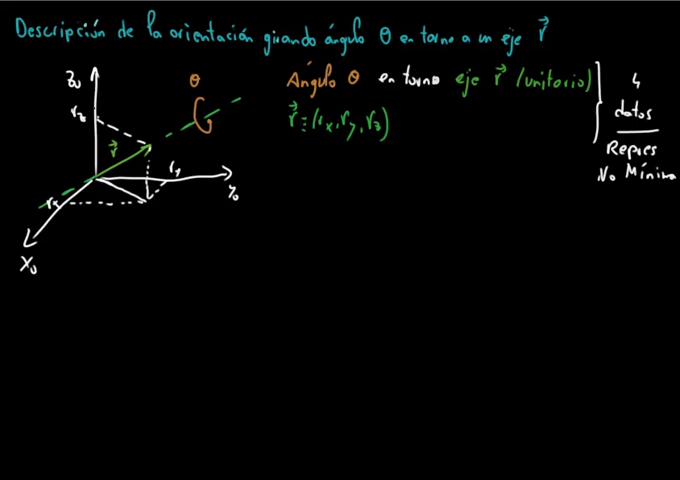 Descripción de la orientación girando ángulo θ en torno a un eje r⃗
z₀
θ
Ángulo θ en torno eje r⃗ (unitario)
4
r_z
datos
r⃗ ≡ (r_x, r_y, r_z)
r⃗
Repres
r_y
No Mínima
r_x
y₀
X₀